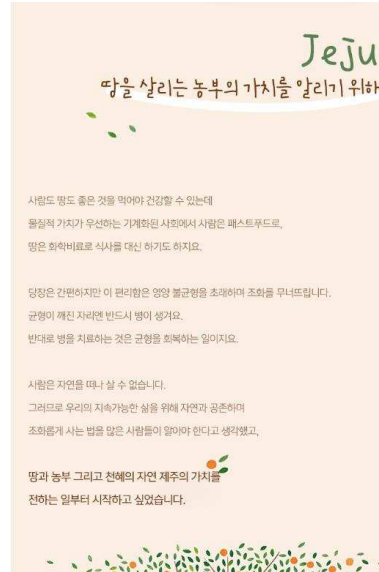 Jeju
땅을 살리는 농부의 가치를 알리기 위해
사람도 땅도 좋은 것을 먹어야 건강할 수 있는데
물질적 가치가 우선하는 기계화된 사회에서 사람은 패스트푸드로,
땅은 화학비료로 식사를 대신 하기도 하지요.
당장은 간편하지만 이 편리함은 영양 불균형을 초래하며 조화를 무너뜨립니다.
균형이 깨진 자리엔 반드시 병이 생겨요.
반대로 병을 치료하는 것은 균형을 회복하는 일이지요.
사람은 자연을 떠나 살 수 없습니다.
그러므로 우리의 지속가능한 삶을 위해 자연과 공존하며
조화롭게 사는 법을 많은 사람들이 알아야 한다고 생각했고,
땅과 농부 그리고 천혜의 자연 제주의 가치를
전하는 일부터 시작하고 싶었습니다.